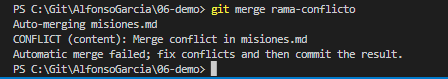 PS C:\Git\AlfonsoGarcia\06-demo> git merge rama-conflicto
Auto-merging misiones.md
CONFLICT (content): Merge conflict in misiones.md
Automatic merge failed; fix conflicts and then commit the result.
PS C:\Git\AlfonsoGarcia\06-demo>